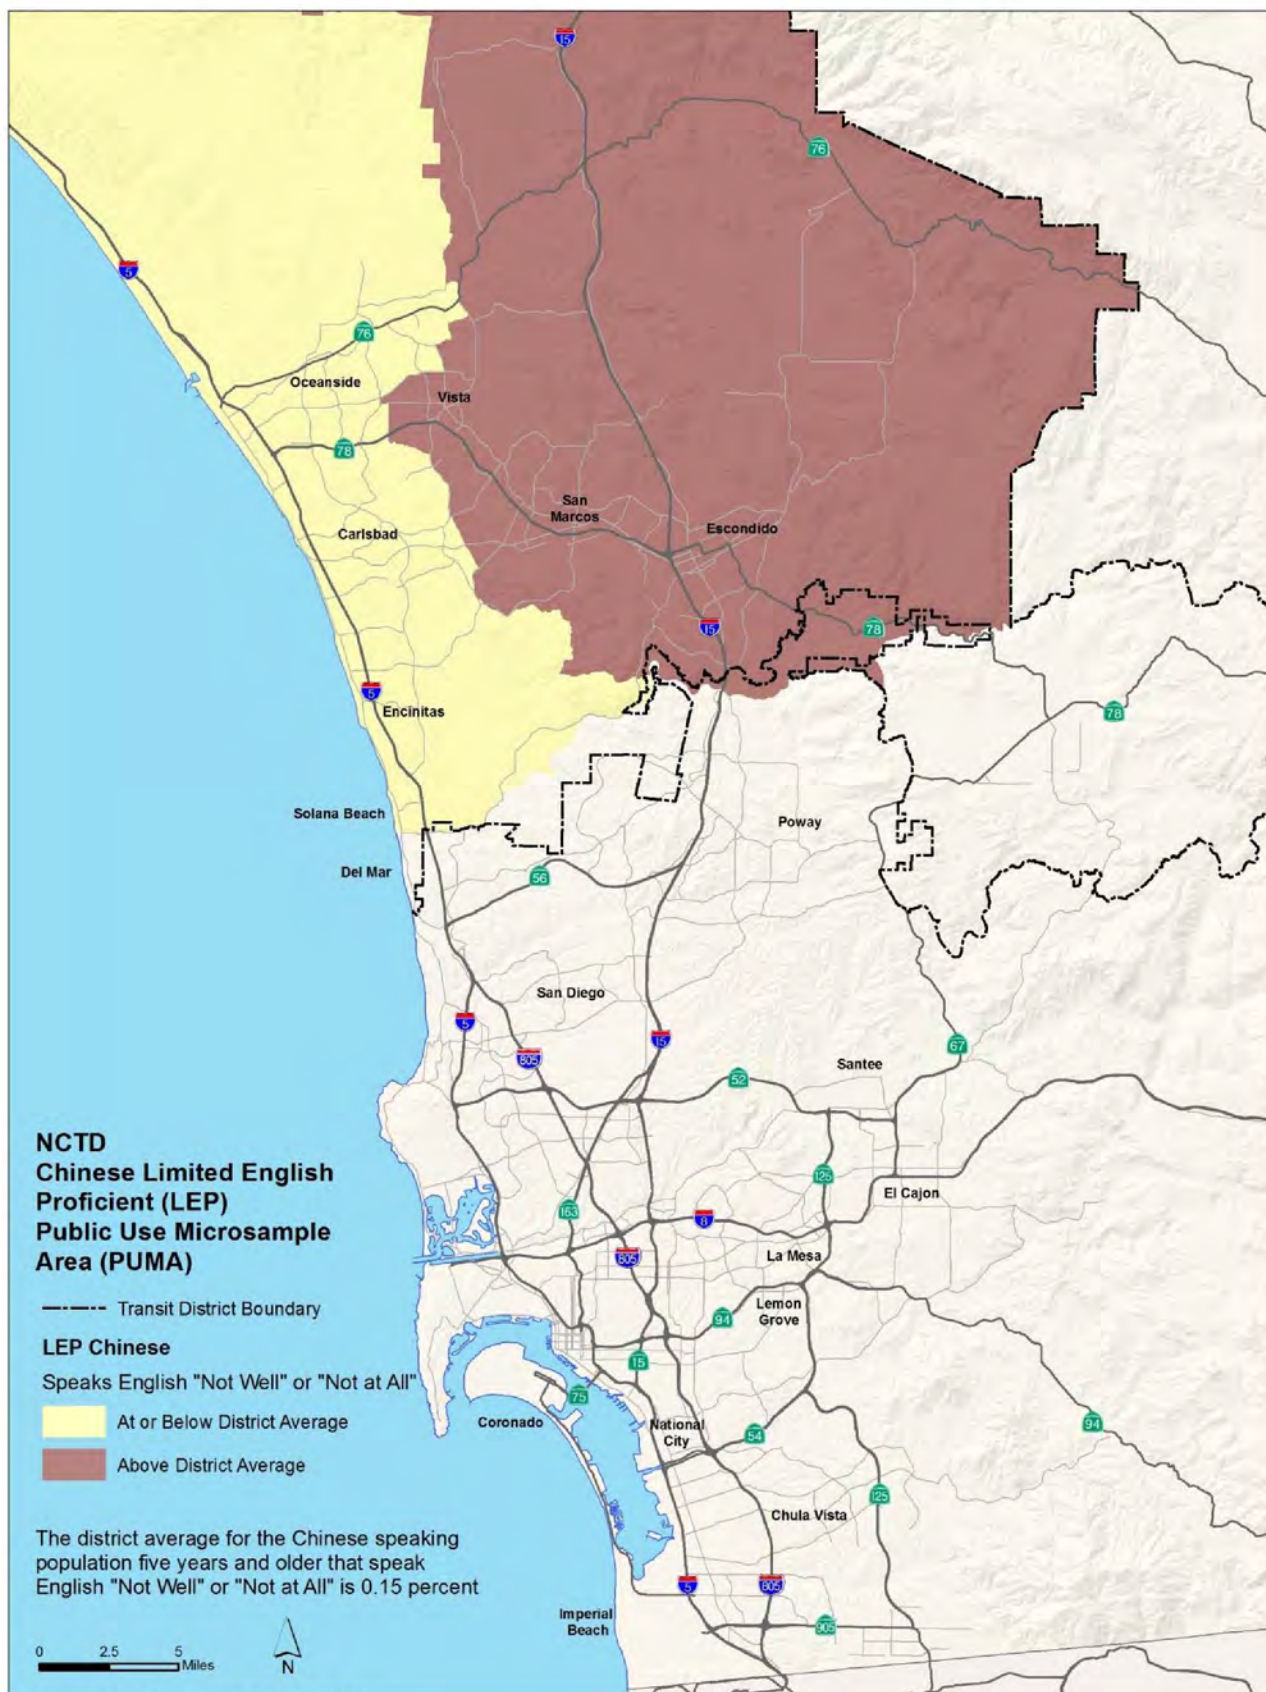 15
76
5
76
Oceanside
Vista
78
San
Marcos
Escondido
Carlsbad
15
78
5
Encinitas
78
Solana Beach
Poway
Del Mar
56
San Diego
5
15
67
805
Santee
52
NCTD
Chinese Limited English
Proficient (LEP)
Public Use Microsample
Area (PUMA)
125
El Cajon
163
8
805
La Mesa
Transit District Boundary
Lemon
Grove
94
LEP Chinese
15
Speaks English "Not Well" or "Not at All"
75
At or Below District Average
Coronado
National
City
54
94
Above District Average
125
Chula Vista
The district average for the Chinese speaking
population five years and older that speak
English "Not Well" or "Not at All" is 0.15 percent
5
805
Imperial
Beach
905
0 2.5 5
Miles
N